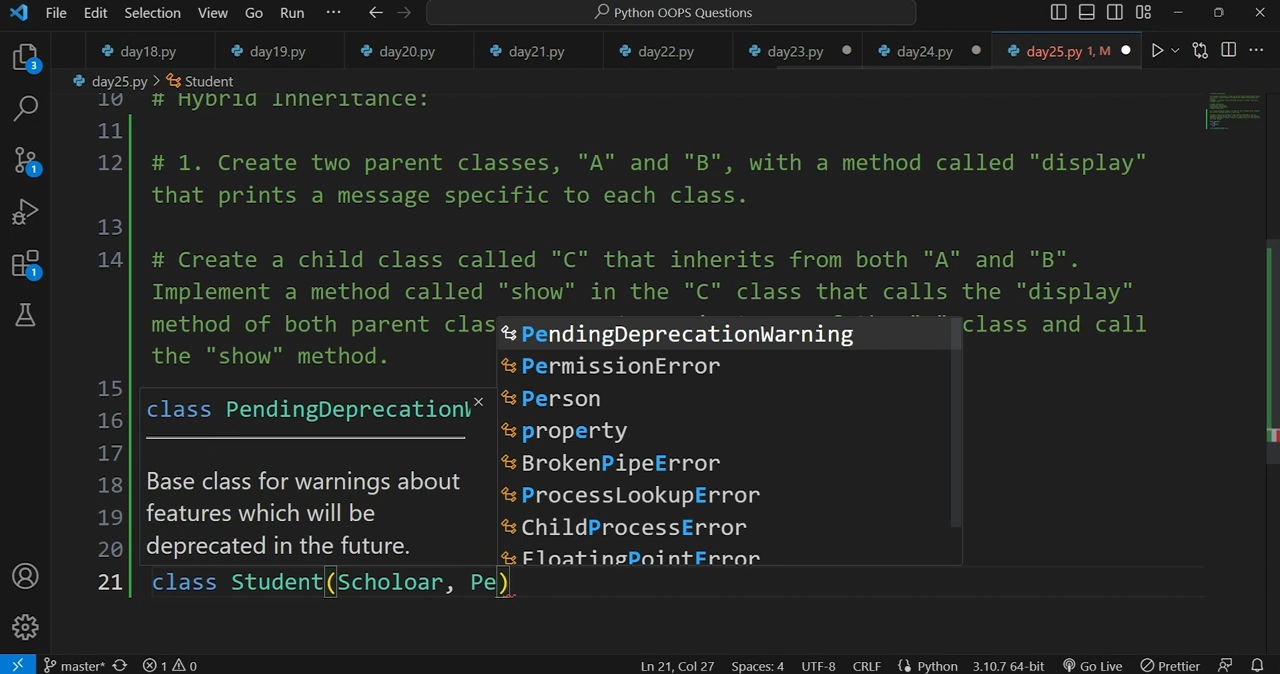 File Edit Selection View Go Run ··· Python OOPS Questions
day18.py day19.py day20.py day21.py day22.py day23.py day24.py day25.py 1, M
day25.py > Student
10 # Hybrid Inheritance:
11
12 # 1. Create two parent classes, "A" and "B", with a method called "display"
that prints a message specific to each class.
13
14 # Create a child class called "C" that inherits from both "A" and "B".
Implement a method called "show" in the "C" class that calls the "display"
method of both parent clas class and call
the "show" method.
15
16
17
18
19
20
21 class Student(Scholoar, Pe)
PendingDeprecationWarning
PermissionError
Person
property
BrokenPipeError
ProcessLookupError
ChildProcessError
FloatingPointError
class PendingDeprecationW
Base class for warnings about
features which will be
deprecated in the future.
3
1
1
master* 1 0 Ln 21, Col 27 Spaces: 4 UTF-8 CRLF Python 3.10.7 64-bit Go Live Prettier